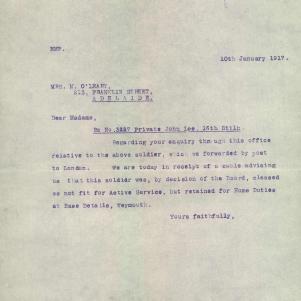 10th January 1917.
MRS. N. O'LEARY,
213, FRANKLIN STREET,
ADELAIDE.
Dear Madame,
Re No.3227 Private John Lee, 16th Btln
Regarding your enquiry through this office
relative to the above soldier, which we forwarded by post
to London. We are today in receipt of a cable advising
us that this soldier was, by decision of the Board, classed
as not fit for Active Service, but retained for Home Duties
at Base Details, Weymouth.
Yours faithfully,